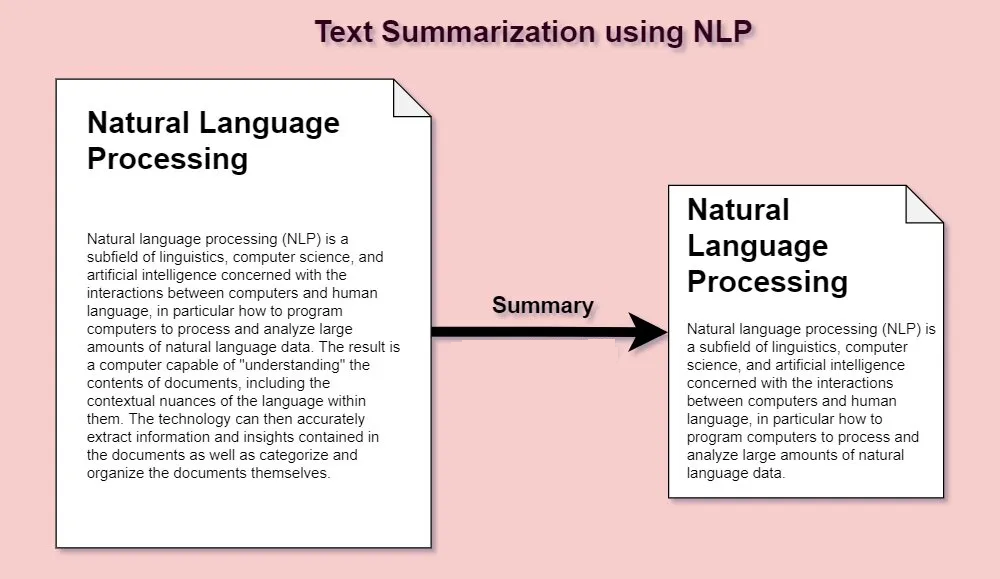 Text Summarization using NLP
Natural Language
Processing
Natural language processing (NLP) is a
subfield of linguistics, computer science, and
artificial intelligence concerned with the
interactions between computers and human
language, in particular how to program
computers to process and analyze large
amounts of natural language data. The result is
a computer capable of "understanding" the
contents of documents, including the
contextual nuances of the language within
them. The technology can then accurately
extract information and insights contained in
the documents as well as categorize and
organize the documents themselves.
Summary
Natural
Language
Processing
Natural language processing (NLP) is
a subfield of linguistics, computer
science, and artificial intelligence
concerned with the interactions
between computers and human
language, in particular how to
program computers to process and
analyze large amounts of natural
language data.